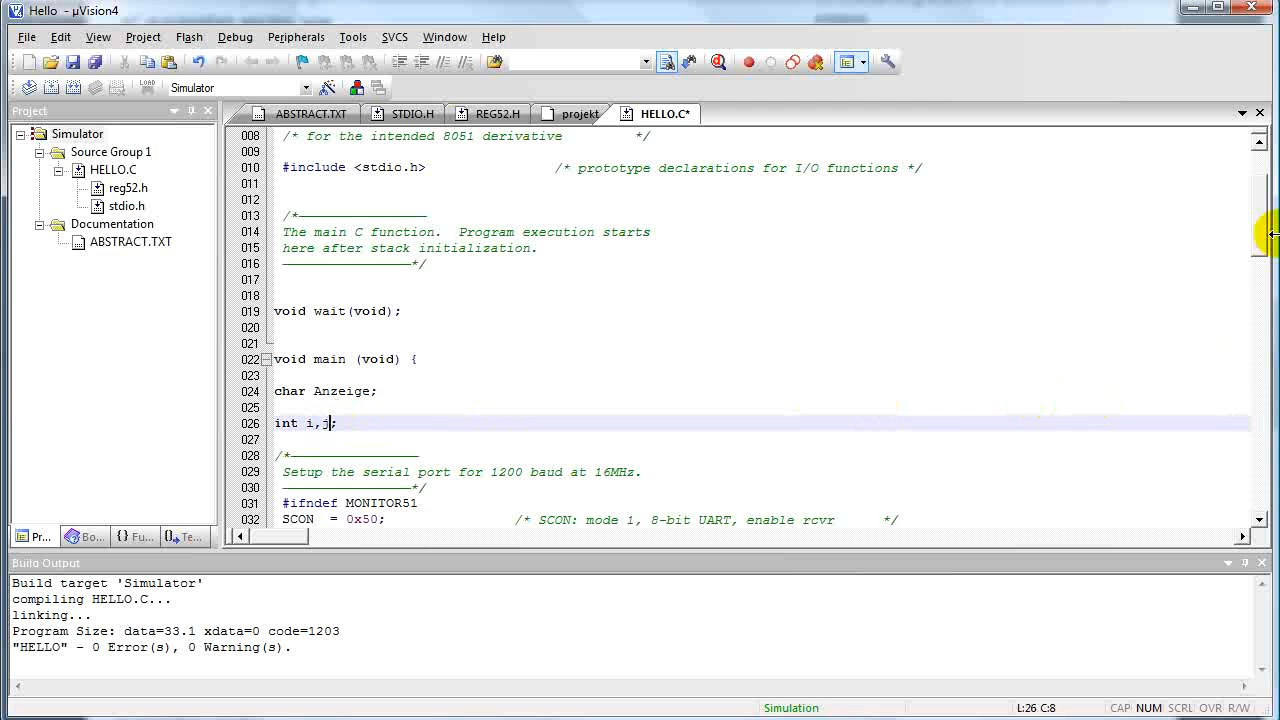 Hello - µVision4
File Edit View Project Flash Debug Peripherals Tools SVCS Window Help
LOAD Simulator
Project
Simulator
Source Group 1
HELLO.C
reg52.h
stdio.h
Documentation
ABSTRACT.TXT
Pr... Bo... {} Fu... Te...
ABSTRACT.TXT STDIO.H REG52.H projekt HELLO.C*
008 /* for the intended 8051 derivative */
009
010 #include <stdio.h> /* prototype declarations for I/O functions */
011
012
013 /*------------------
014 The main C function. Program execution starts
015 here after stack initialization.
016 ------------------*/
017
018
019 void wait(void);
020
021
022 void main (void) {
023
024 char Anzeige;
025
026 int i,j;
027
028 /*------------------
029 Setup the serial port for 1200 baud at 16MHz.
030 ------------------*/
031 #ifndef MONITOR51
032 SCON = 0x50; /* SCON: mode 1, 8-bit UART, enable rcvr */
Build Output
Build target 'Simulator'
compiling HELLO.C...
linking...
Program Size: data=33.1 xdata=0 code=1203
"HELLO" - 0 Error(s), 0 Warning(s).
Simulation L:26 C:8 CAP NUM SCRL OVR R/W